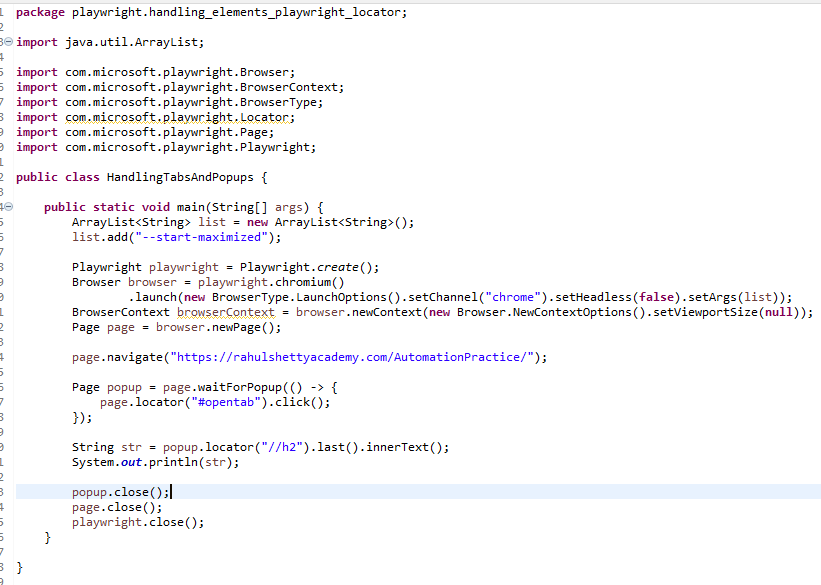 package playwright.handling_elements_playwright_locator;
import java.util.ArrayList;
import com.microsoft.playwright.Browser;
import com.microsoft.playwright.BrowserContext;
import com.microsoft.playwright.BrowserType;
import com.microsoft.playwright.Locator;
import com.microsoft.playwright.Page;
import com.microsoft.playwright.Playwright;
public class HandlingTabsAndPopups {
public static void main(String[] args) {
ArrayList<String> list = new ArrayList<String>();
list.add("--start-maximized");
Playwright playwright = Playwright.create();
Browser browser = playwright.chromium()
.launch(new BrowserType.LaunchOptions().setChannel("chrome").setHeadless(false).setArgs(list));
BrowserContext browserContext = browser.newContext(new Browser.NewContextOptions().setViewportSize(null));
Page page = browser.newPage();
page.navigate("https://rahulshettyacademy.com/AutomationPractice/");
Page popup = page.waitForPopup(() -> {
page.locator("#opentab").click();
});
String str = popup.locator("//h2").last().innerText();
System.out.println(str);
popup.close();
page.close();
playwright.close();
}
}